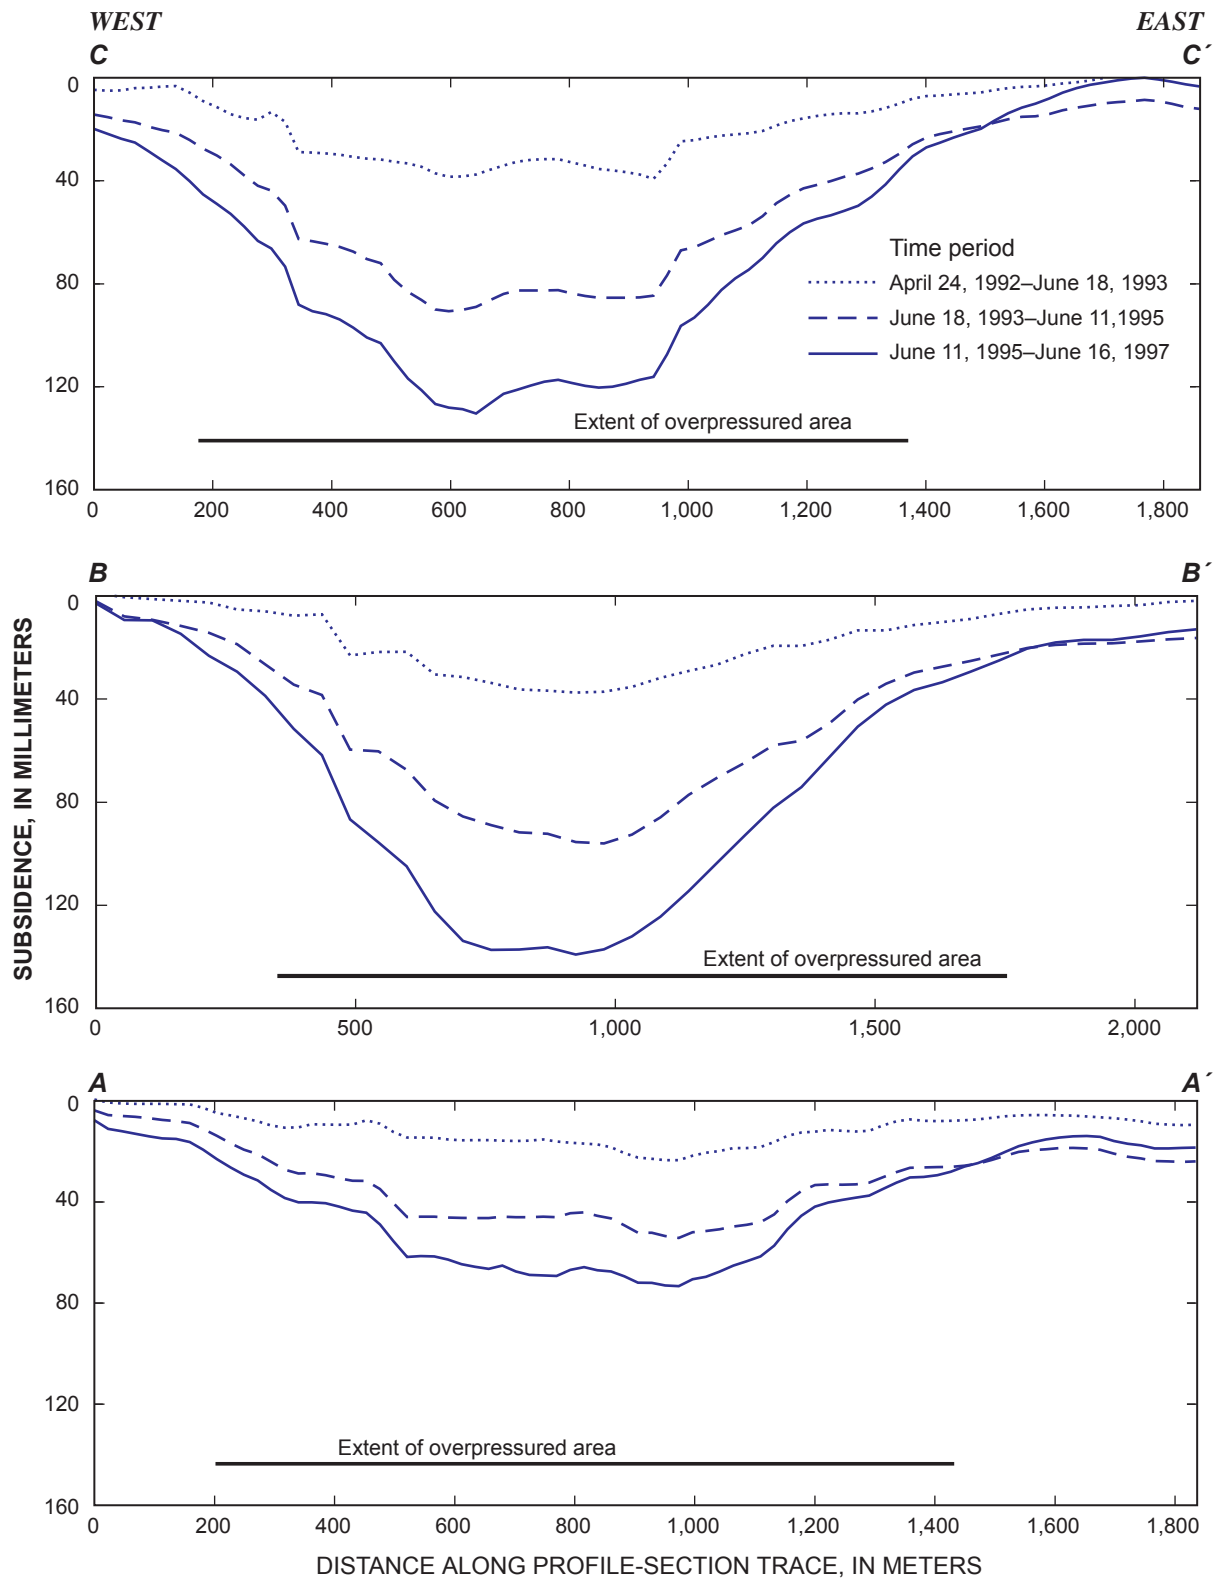 WEST EAST
C C´
0
40
80
120
160
Time period
April 24, 1992–June 18, 1993
June 18, 1993–June 11,1995
June 11, 1995–June 16, 1997
Extent of overpressured area
0 200 400 600 800 1,000 1,200 1,400 1,600 1,800
B B´
0
40
80
120
160
SUBSIDENCE, IN MILLIMETERS
Extent of overpressured area
0 500 1,000 1,500 2,000
A A´
0
40
80
120
160
Extent of overpressured area
0 200 400 600 800 1,000 1,200 1,400 1,600 1,800
DISTANCE ALONG PROFILE-SECTION TRACE, IN METERS